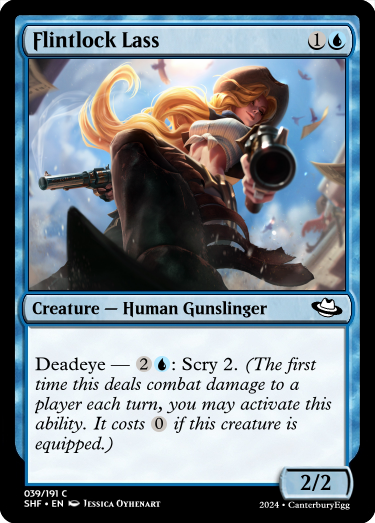 Flintlock Lass 1
Creature — Human Gunslinger
Deadeye — 2: Scry 2. (The first
time this deals combat damage to a
player each turn, you may activate this
ability. It costs 0 if this creature is
equipped.)
2/2
039/191 C
SHF • EN Jessica Oyhenart
2024 • CanterburyEgg